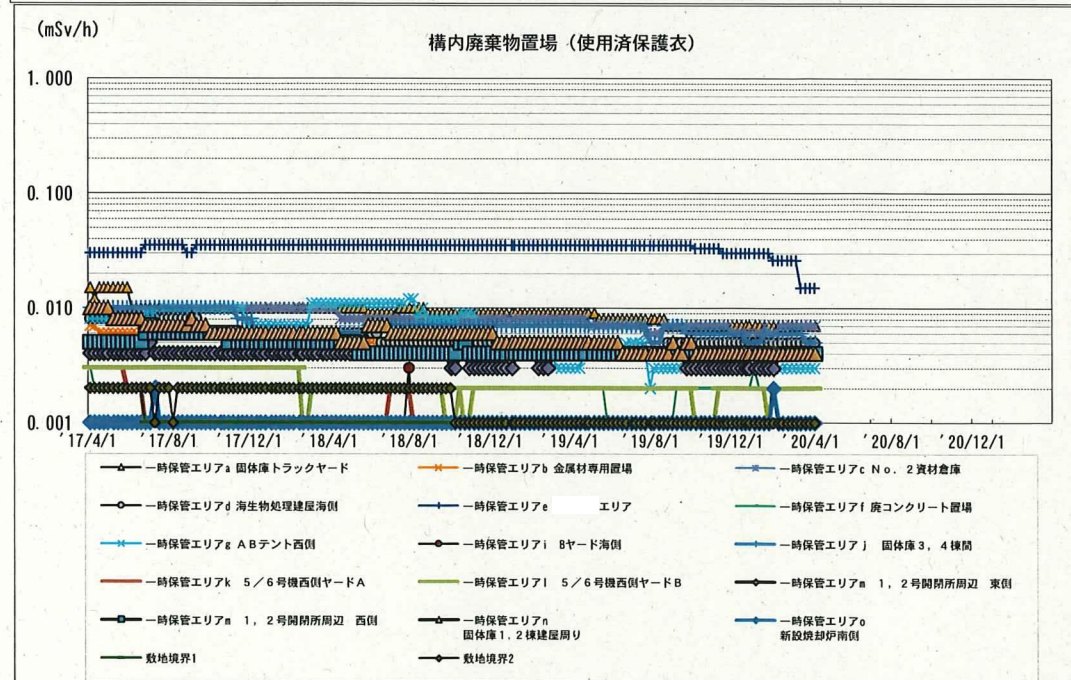 (mSv/h)
構内廃棄物置場（使用済保護衣）
1.000
0.100
0.010
0.001
'17/4/1 '17/8/1 '17/12/1 '18/4/1 '18/8/1 '18/12/1 '19/4/1 '19/8/1 '19/12/1 '20/4/1 '20/8/1 '20/12/1
一時保管エリアa 固体庫トラックヤード 一時保管エリアb 金属材専用置場 一時保管エリアc No.2資材倉庫
一時保管エリアd 海生物処理建屋海側 一時保管エリアe エリア 一時保管エリアf 廃コンクリート置場
一時保管エリアg ABテント西側 一時保管エリアi Bヤード海側 一時保管エリアj 固体庫3，4棟間
一時保管エリアk 5／6号機西側ヤードA 一時保管エリアl 5／6号機西側ヤードB 一時保管エリアm 1，2号開閉所周辺 東側
一時保管エリアm 1，2号開閉所周辺 西側 一時保管エリアn 一時保管エリアo
固体庫1．2棟建屋周り 新設焼却炉南側
敷地境界1 敷地境界2